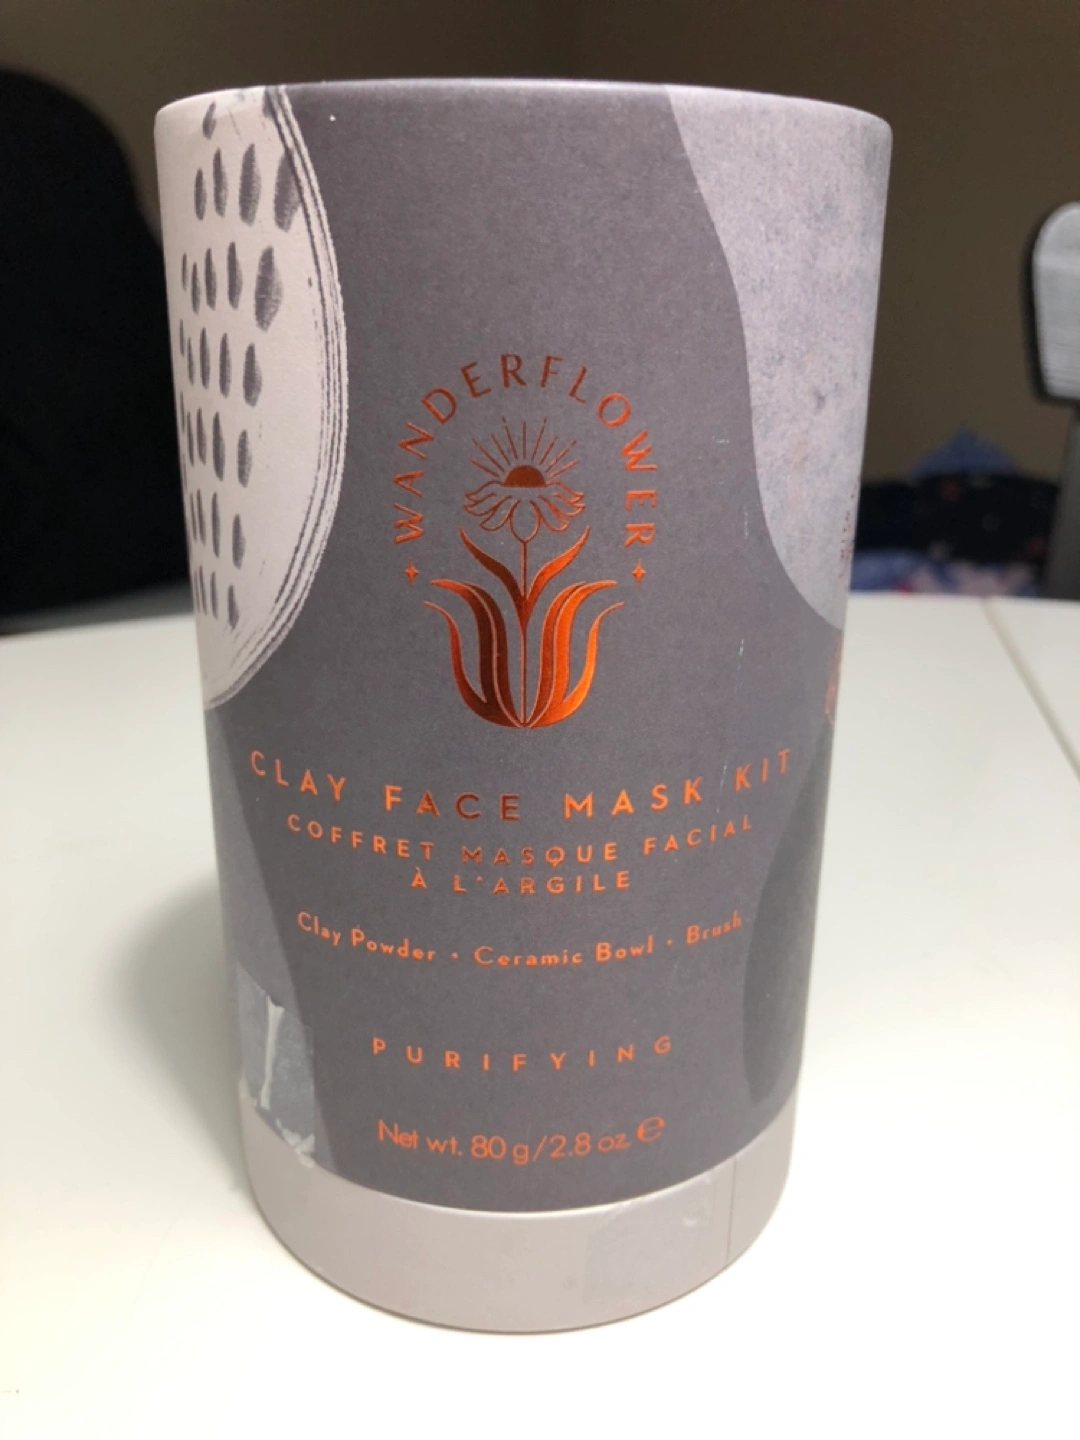 WANDERFLOWER
CLAY FACE MASK KIT
COFFRET MASQUE FACIAL
À L'ARGILE
Clay Powder · Ceramic Bowl · Brush
PURIFYING
Net wt. 80 g/2.8 oz ℮